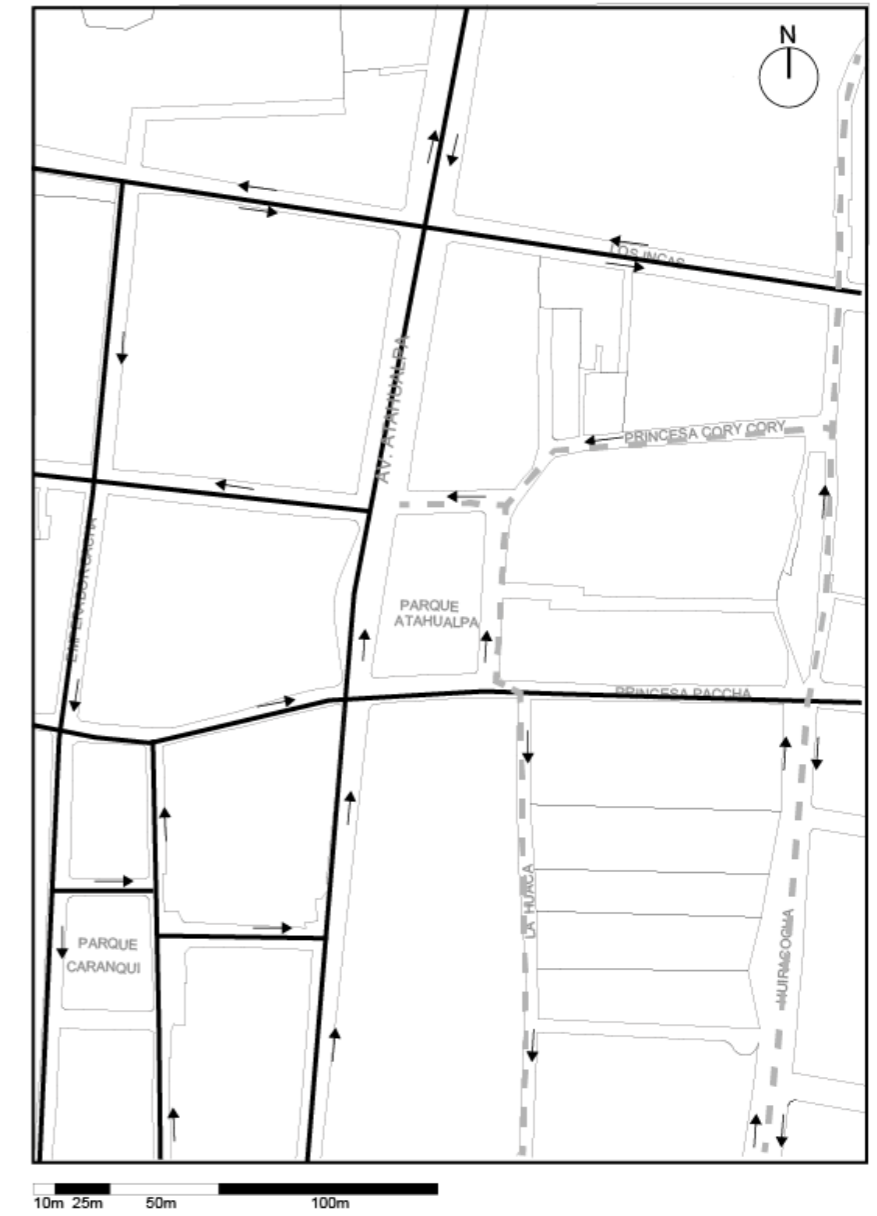 N
LOS INCAS
AV. ATAHUALPA
PRINCESA CORY CORY
PARQUE
ATAHUALPA
PRINCESA PACCHA
LA HUACA
HUIRACOCHA
PARQUE
CARANQUI
10m 25m 50m 100m